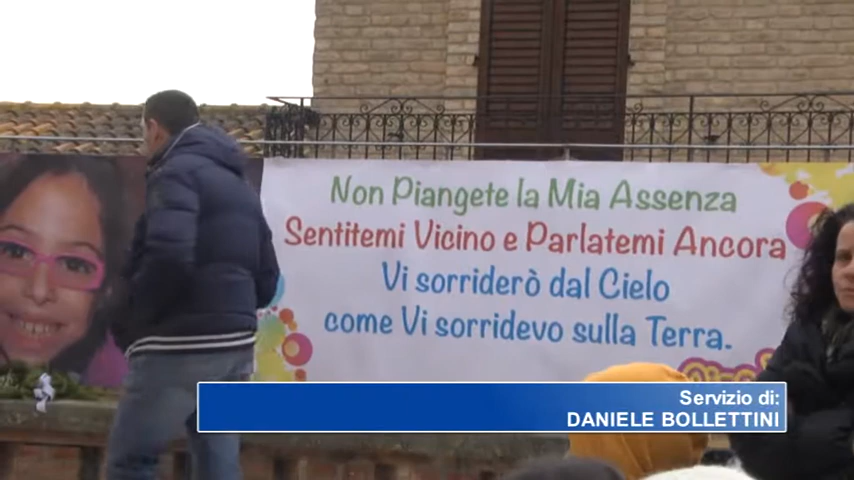 Non Piangete la Mia Assenza
Sentitemi Vicino e Parlatemi Ancora
Vi sorriderò dal Cielo
come Vi sorridevo sulla Terra.
Servizio di:
DANIELE BOLLETTINI